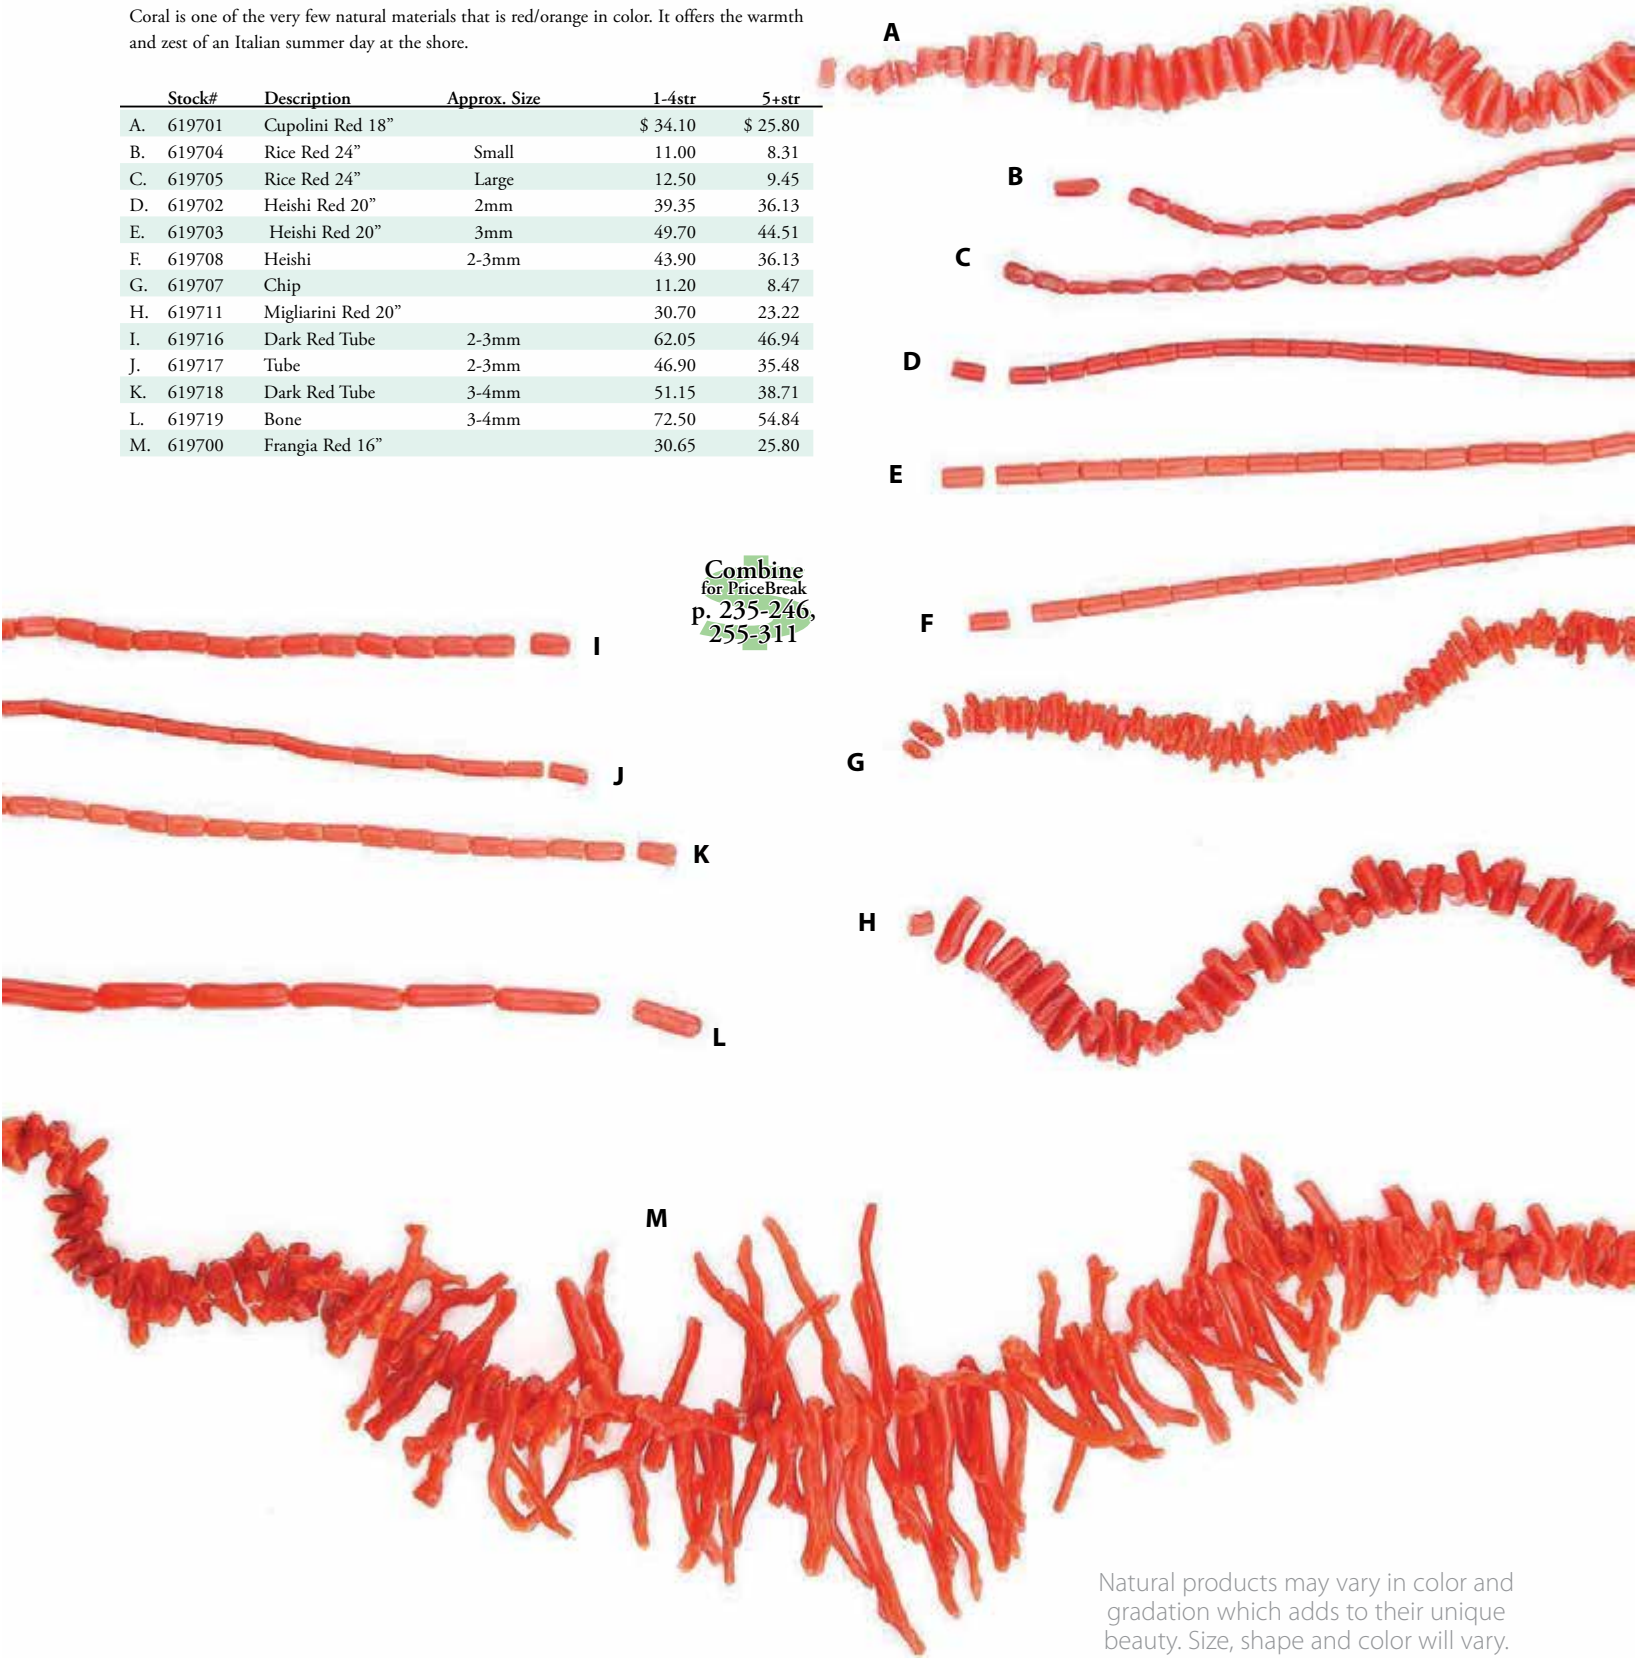 Coral is one of the very few natural materials that is red/orange in color. It offers the warmth
and zest of an Italian summer day at the shore.
Stock# Description Approx. Size 1-4str 5+str
A. 619701 Cupolini Red 18” $ 34.10 $ 25.80
B. 619704 Rice Red 24” Small 11.00 8.31
C. 619705 Rice Red 24” Large 12.50 9.45
D. 619702 Heishi Red 20” 2mm 39.35 36.13
E. 619703 Heishi Red 20” 3mm 49.70 44.51
F. 619708 Heishi 2-3mm 43.90 36.13
G. 619707 Chip 11.20 8.47
H. 619711 Migliarini Red 20” 30.70 23.22
I. 619716 Dark Red Tube 2-3mm 62.05 46.94
J. 619717 Tube 2-3mm 46.90 35.48
K. 619718 Dark Red Tube 3-4mm 51.15 38.71
L. 619719 Bone 3-4mm 72.50 54.84
M. 619700 Frangia Red 16” 30.65 25.80
A
B
C
D
E
Combine
for PriceBreak
p. 235-246,
255-311
F
I
G
J
K
H
L
M
Natural products may vary in color and
gradation which adds to their unique
beauty. Size, shape and color will vary.